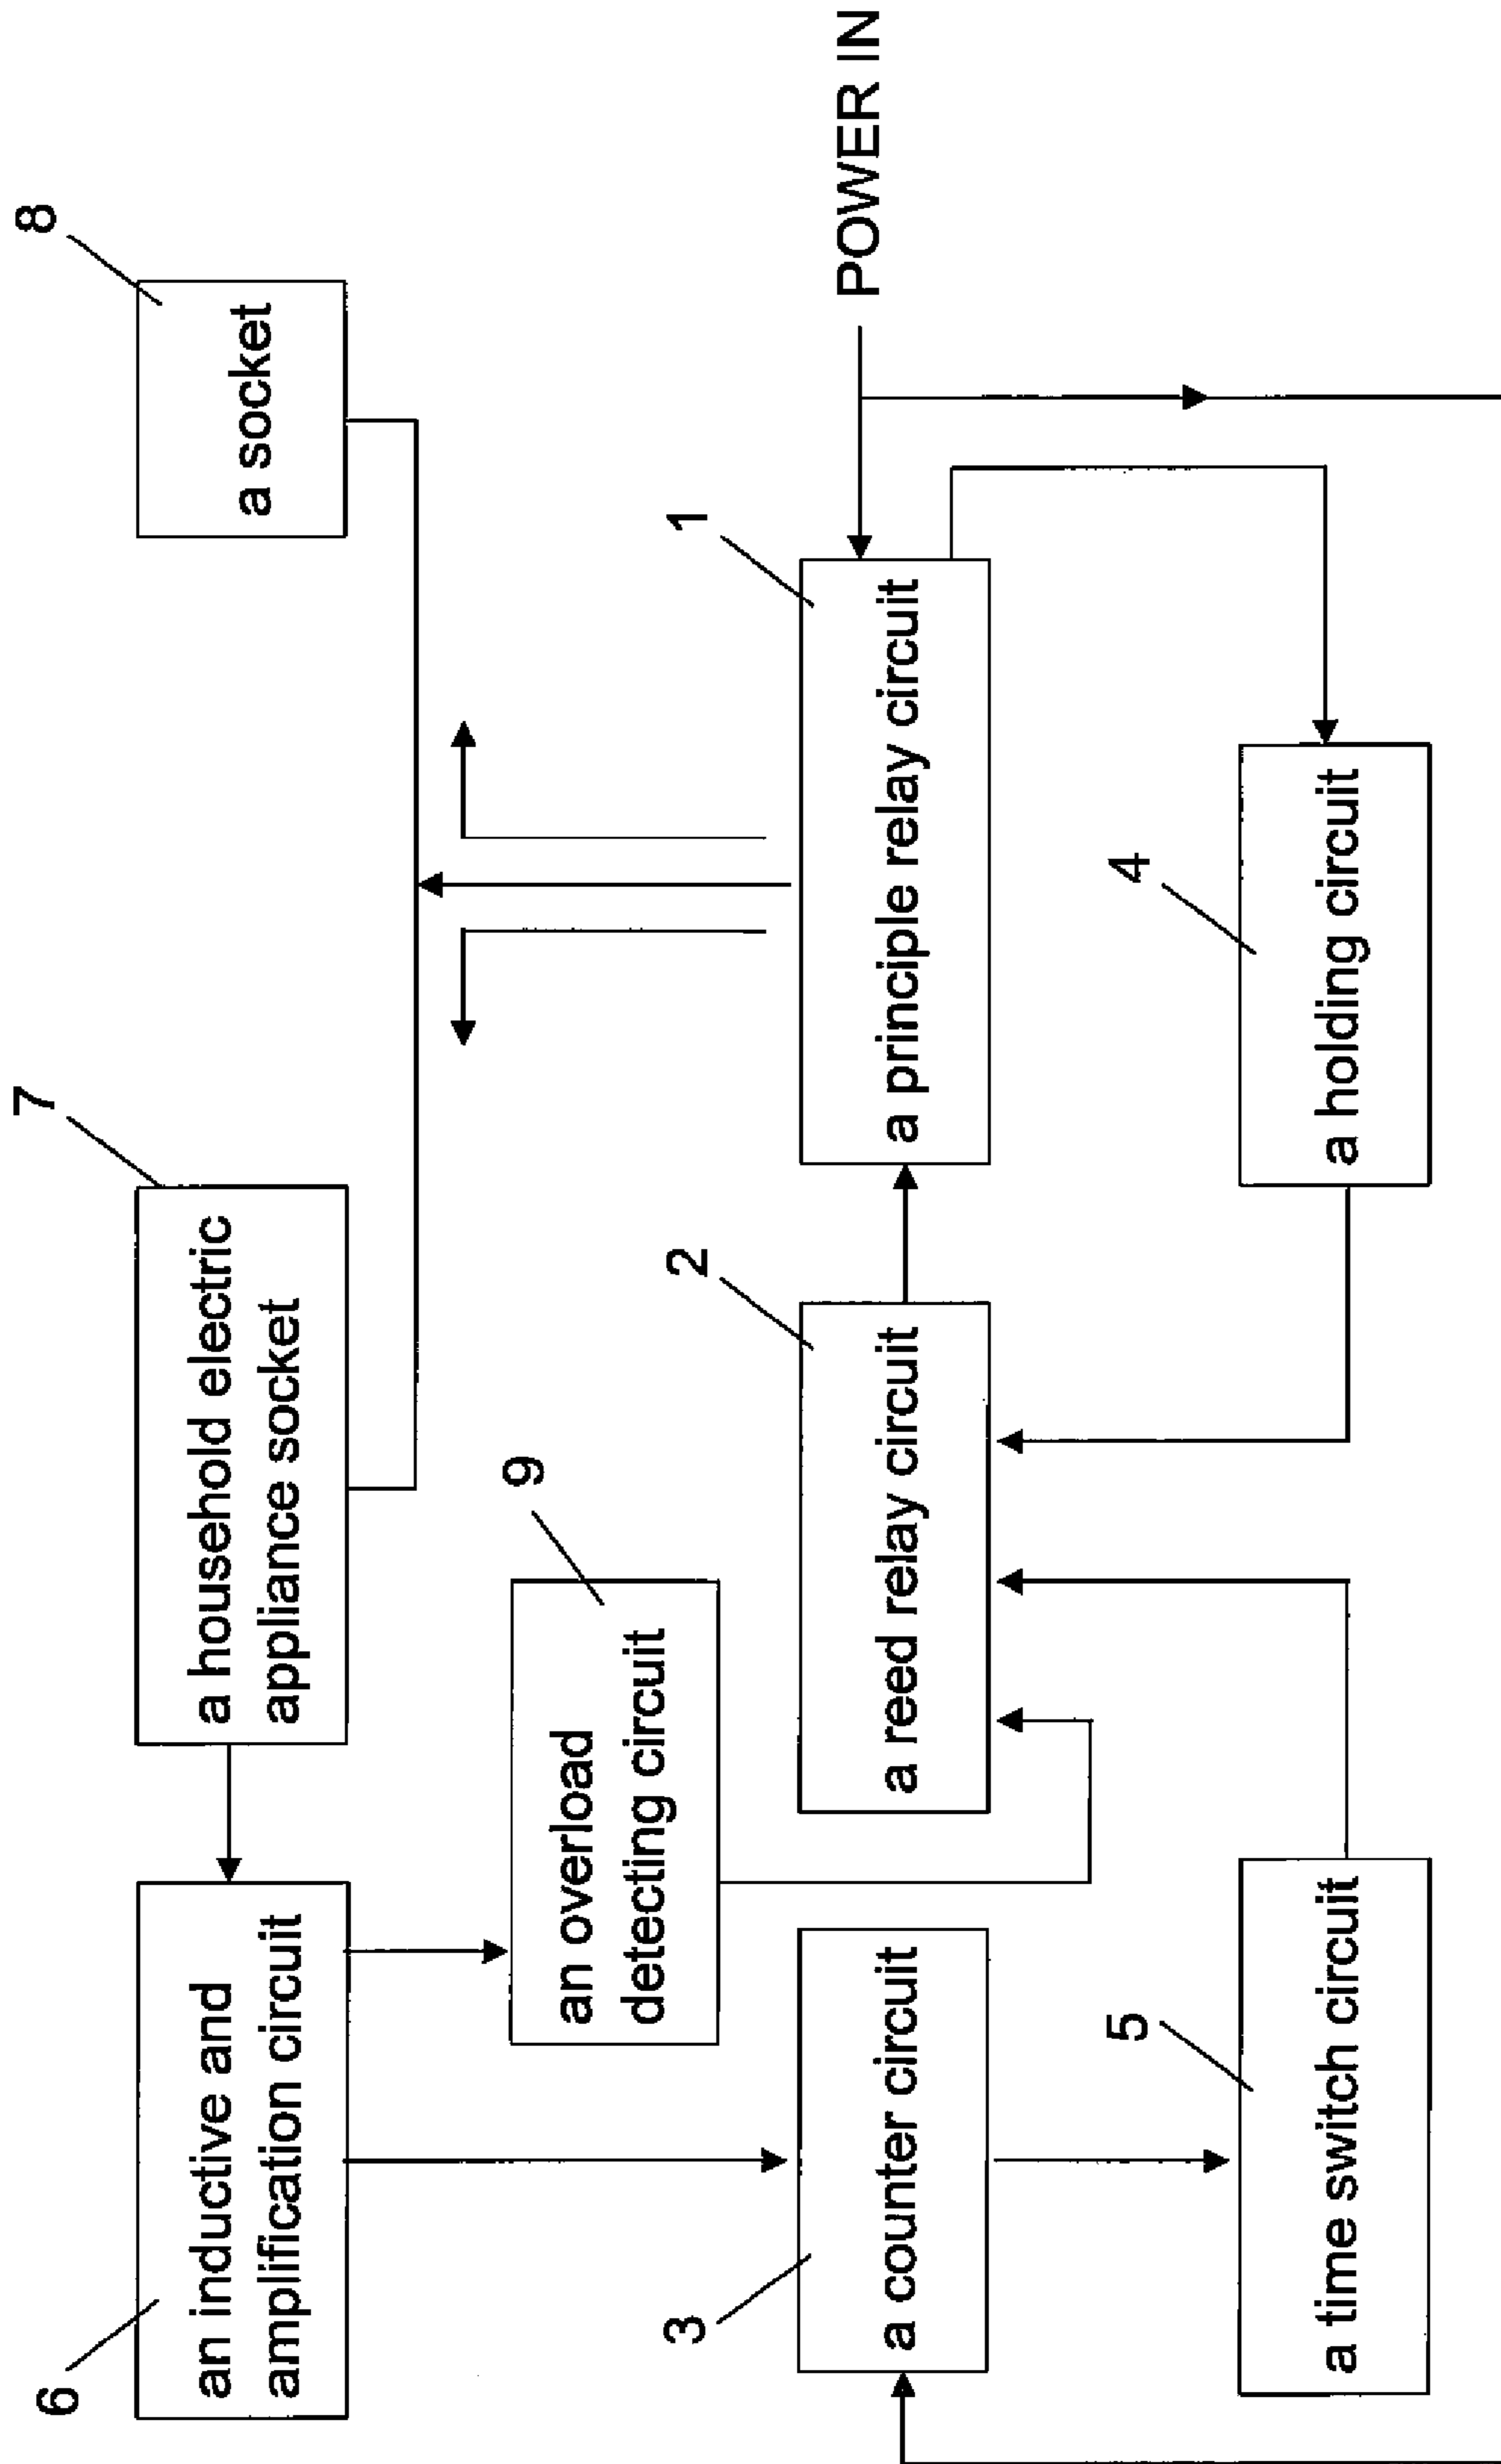 6
an inductive and
amplification circuit
7
a household electric
appliance socket
8
a socket
9
an overload
detecting circuit
3
a counter circuit
2
a reed relay circuit
1
a principle relay circuit
POWER IN
5
a time switch circuit
4
a holding circuit